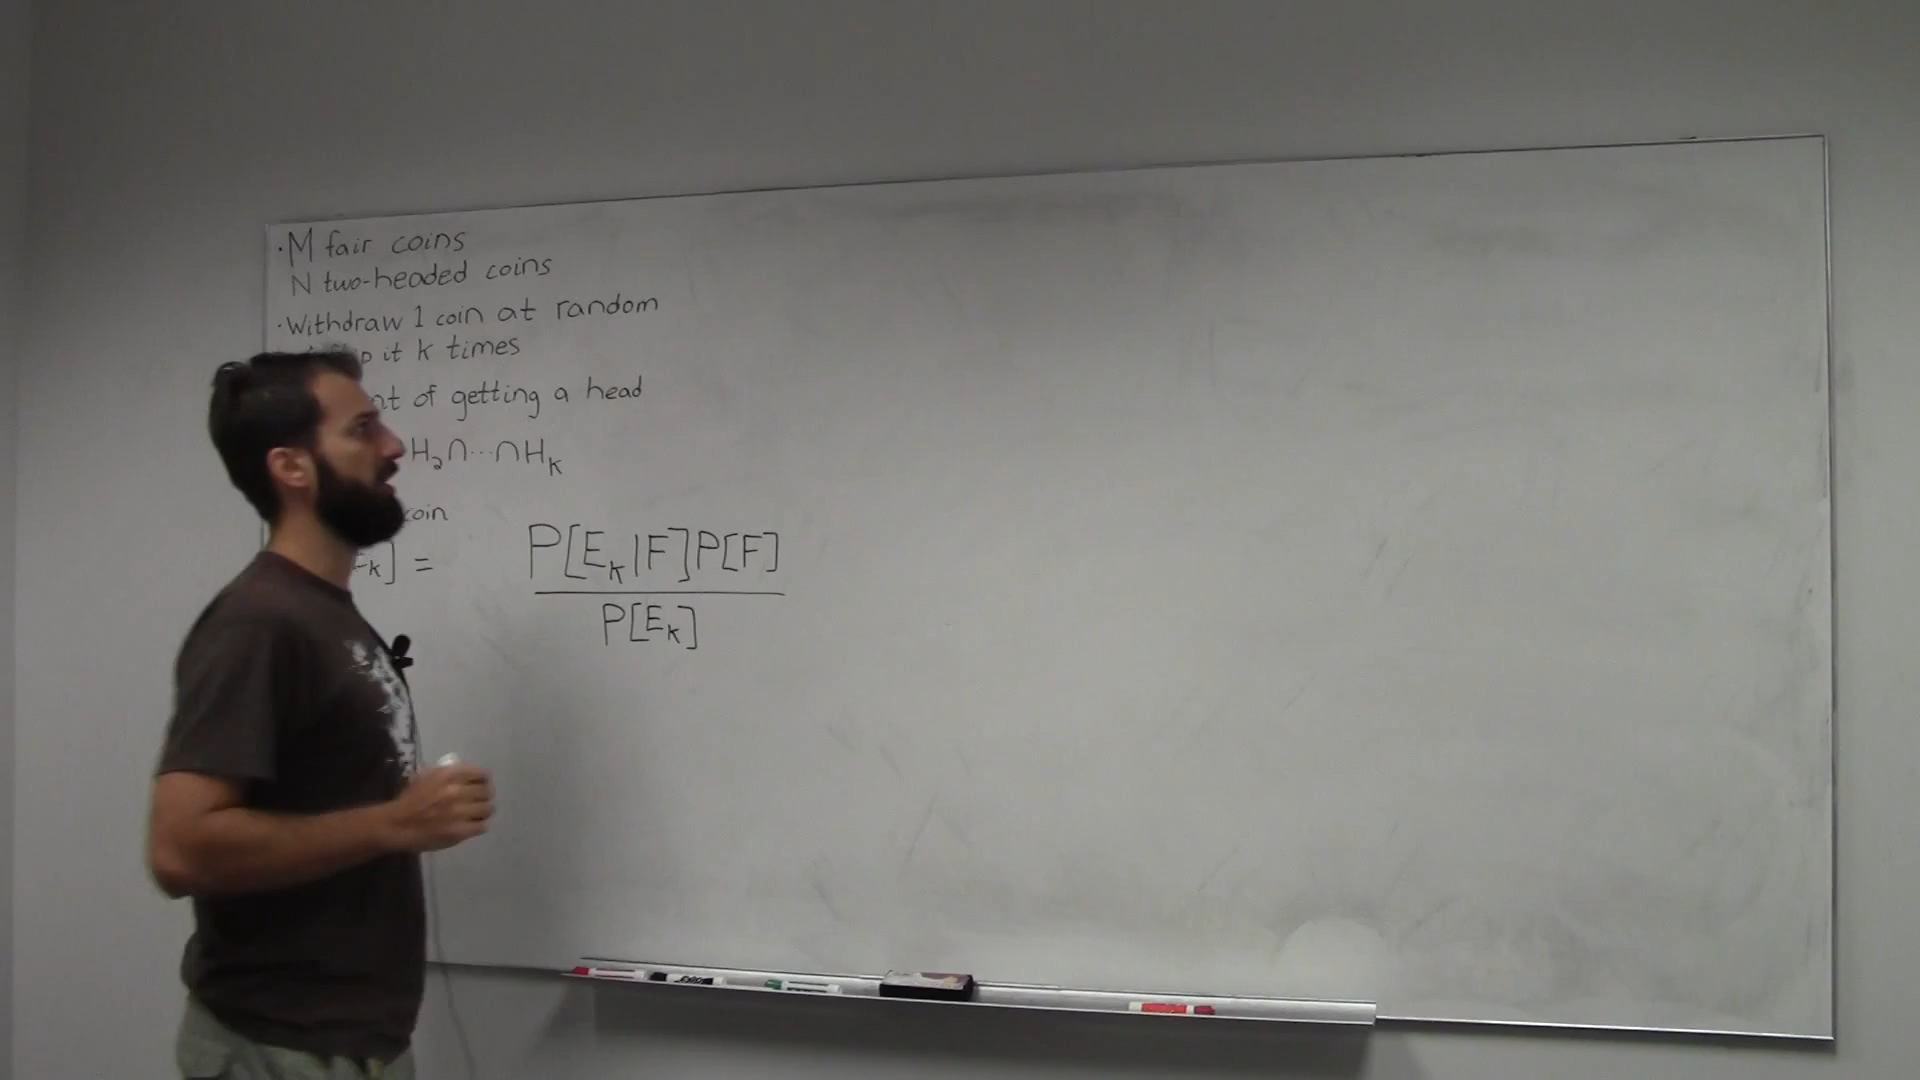 · M fair coins
N two-headed coins
· Withdraw 1 coin at random
it k times
of getting a head
H₂∩···∩Hₖ
coin
ₖ] = P[Eₖ|F]P[F]
P[Eₖ]